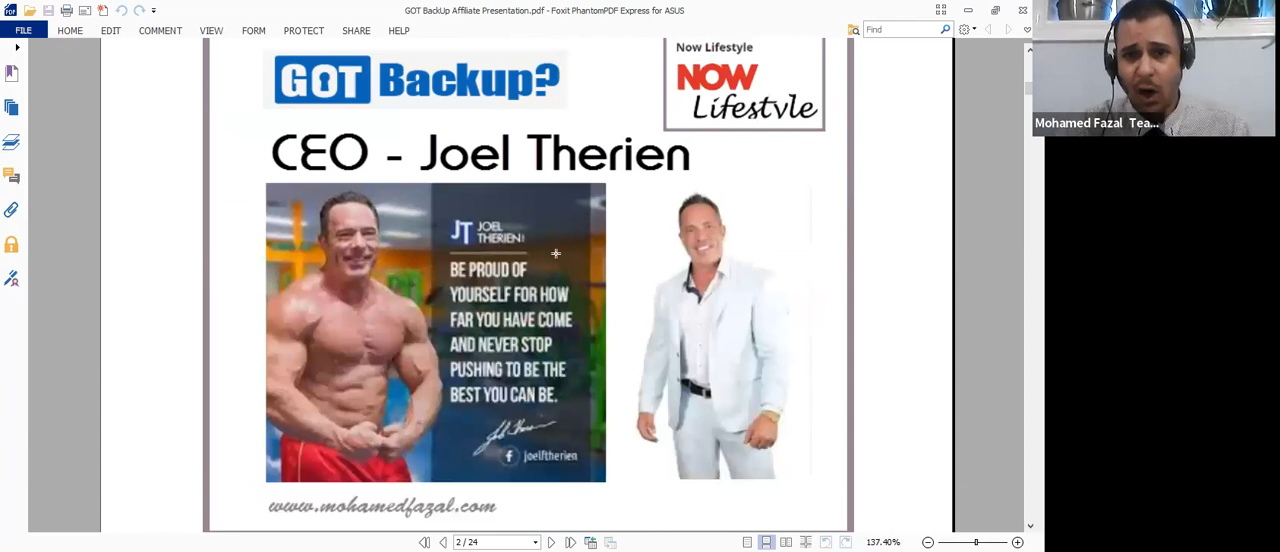 GOT BackUp Affiliate Presentation.pdf - Foxit PhantomPDF Express for ASUS
FILE HOME COMMENT VIEW FORM PROTECT SHARE HELP
Find
GOT Backup?
Now Lifestyle
NOW
Lifestyle
CEO - Joel Therien
JT JOEL
THERIEN
BE PROUD OF
YOURSELF FOR HOW
FAR YOU HAVE COME
AND NEVER STOP
PUSHING TO BE THE
BEST YOU CAN BE.
joelftherien
www.mohamedfazal.com
2 / 24
137.40%
Mohamed Fazal Tea...